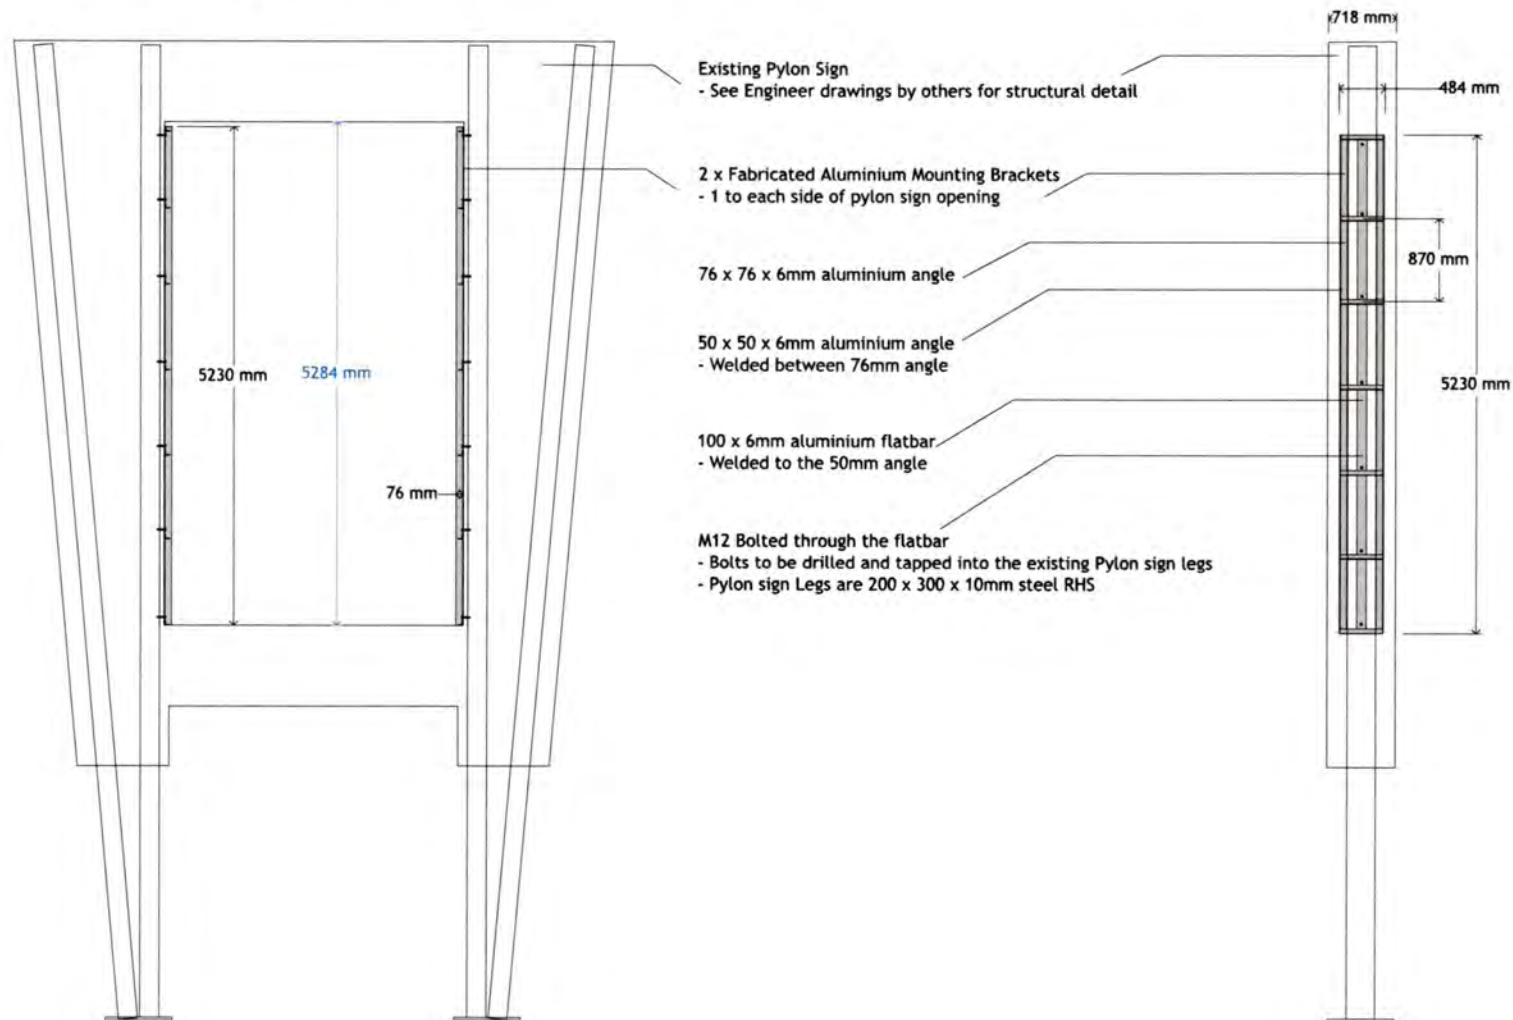 718 mm
Existing Pylon Sign
- See Engineer drawings by others for structural detail
484 mm
2 x Fabricated Aluminium Mounting Brackets
- 1 to each side of pylon sign opening
870 mm
76 x 76 x 6mm aluminium angle
50 x 50 x 6mm aluminium angle
- Welded between 76mm angle
5230 mm
5284 mm
5230 mm
100 x 6mm aluminium flatbar
- Welded to the 50mm angle
76 mm
M12 Bolted through the flatbar
- Bolts to be drilled and tapped into the existing Pylon sign legs
- Pylon sign Legs are 200 x 300 x 10mm steel RHS